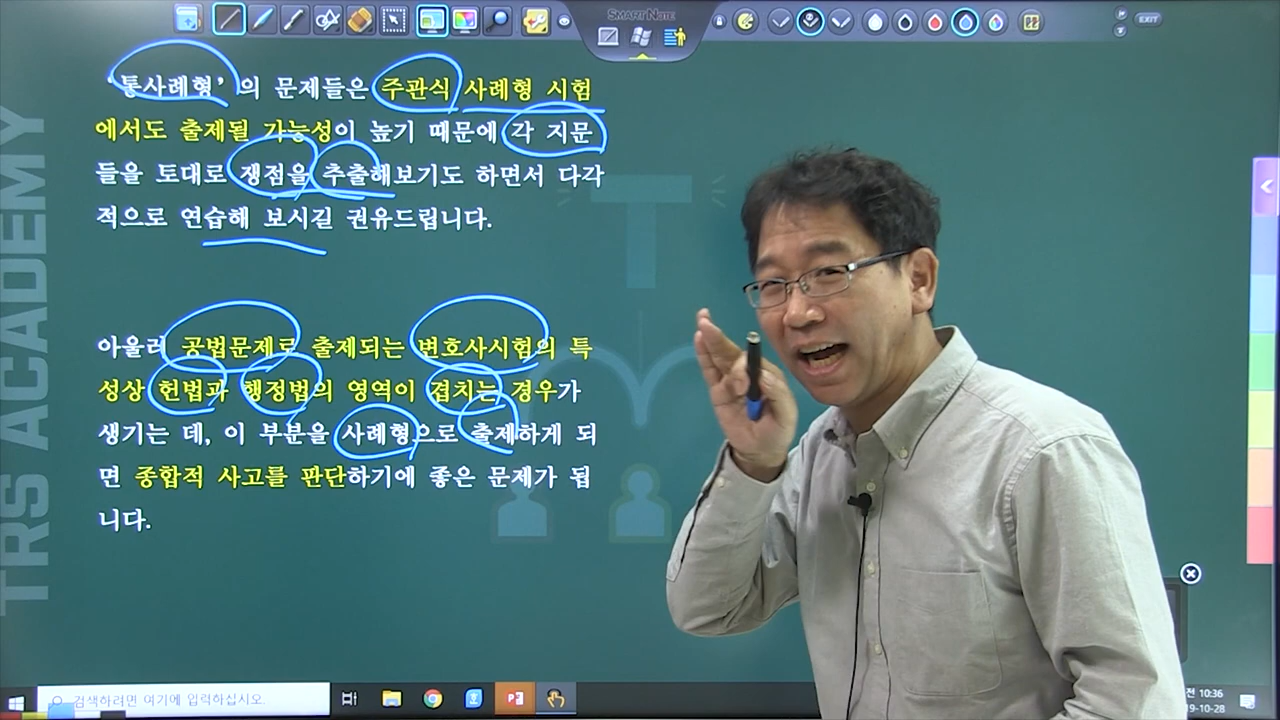 SMART NOTE
EXIT
'통사례형'의 문제들은 주관식 사례형 시험
에서도 출제될 가능성이 높기 때문에 각 지문
들을 토대로 쟁점을 추출해보기도 하면서 다각
적으로 연습해 보시길 권유드립니다.
아울러 공법문제로 출제되는 변호사시험의 특
성상 헌법과 행정법의 영역이 겹치는 경우가
생기는 데, 이 부분을 사례형으로 출제하게 되
면 종합적 사고를 판단하기에 좋은 문제가 됩
니다.
TRS ACADEMY
검색하려면 여기에 입력하십시오.
전 10:36
19-10-28